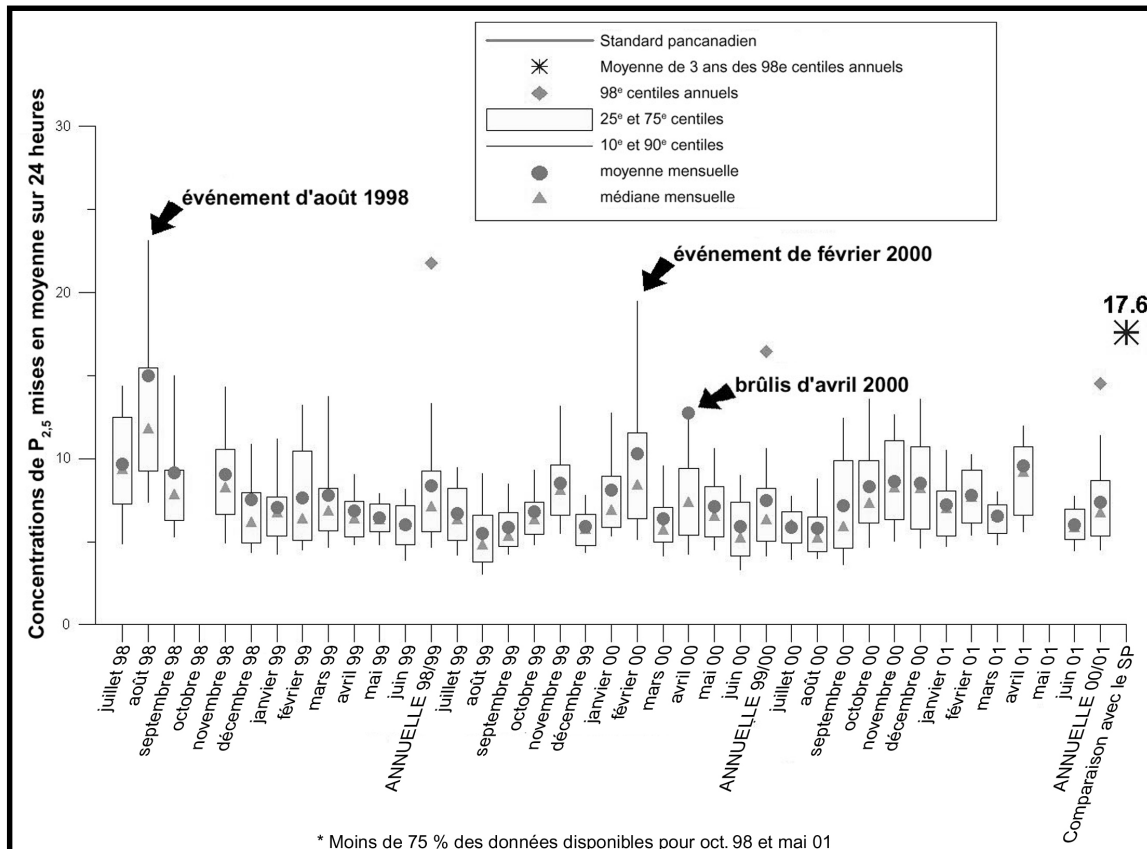 Standard pancanadien
Moyenne de 3 ans des 98e centiles annuels
98e centiles annuels
25e et 75e centiles
10e et 90e centiles
moyenne mensuelle
médiane mensuelle
Concentrations de P2,5 mises en moyenne sur 24 heures
30
20
10
0
événement d'août 1998
événement de février 2000
brûlis d'avril 2000
17.6
juillet 98
août 98
septembre 98
octobre 98
novembre 98
décembre 98
janvier 99
février 99
mars 99
avril 99
mai 99
juin 99
ANNUELLE 98/99
juillet 99
août 99
septembre 99
octobre 99
novembre 99
décembre 99
janvier 00
février 00
mars 00
avril 00
mai 00
juin 00
ANNUELLE 99/00
juillet 00
août 00
septembre 00
octobre 00
novembre 00
décembre 00
janvier 01
février 01
mars 01
avril 01
mai 01
juin 01
ANNUELLE 00/01
Comparaison avec le SP
* Moins de 75 % des données disponibles pour oct. 98 et mai 01